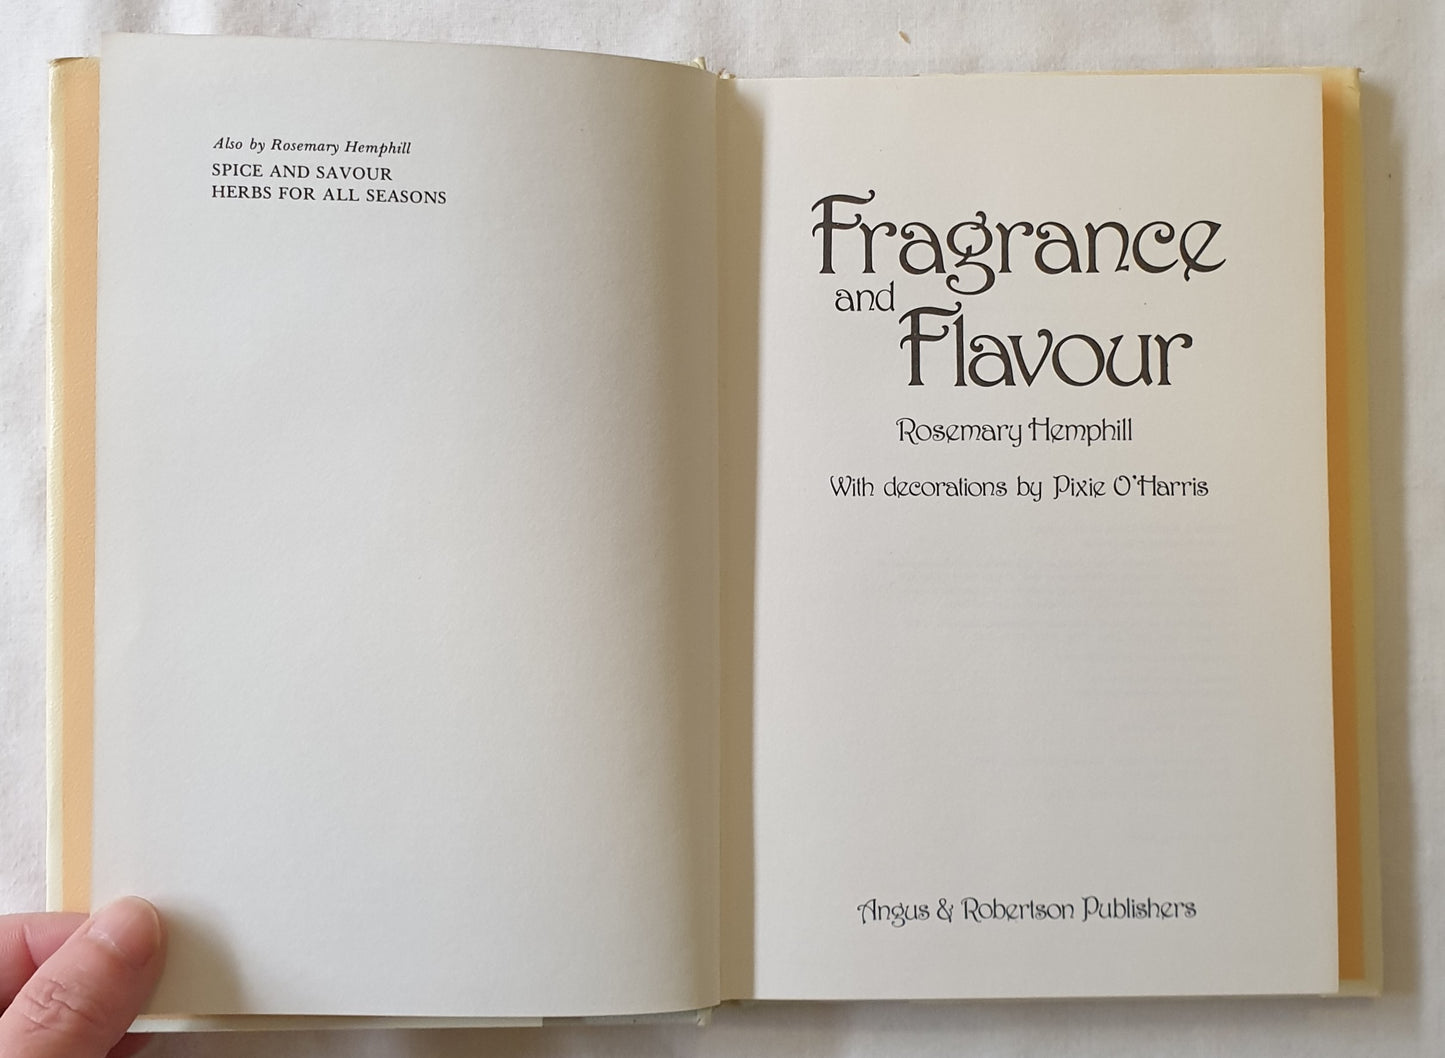 Also by Rosemary Hemphill
SPICE AND SAVOUR
HERBS FOR ALL SEASONS
Fragrance
and
Flavour
Rosemary Hemphill
With decorations by Pixie O'Harris
Angus & Robertson Publishers